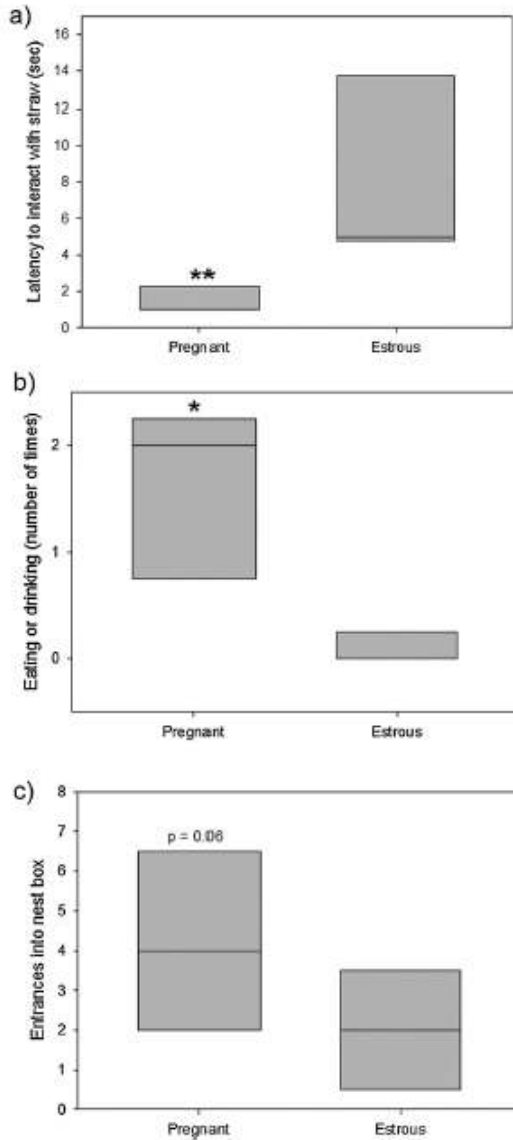 a)
Latency to interact with straw (sec)
16
14
12
10
8
6
4
2
0
**
Pregnant Estrous
b)
Eating or drinking (number of times)
2
1
0
*
Pregnant Estrous
c)
Entrances into nest box
8
7
6
5
4
3
2
1
0
p = 0.06
Pregnant Estrous